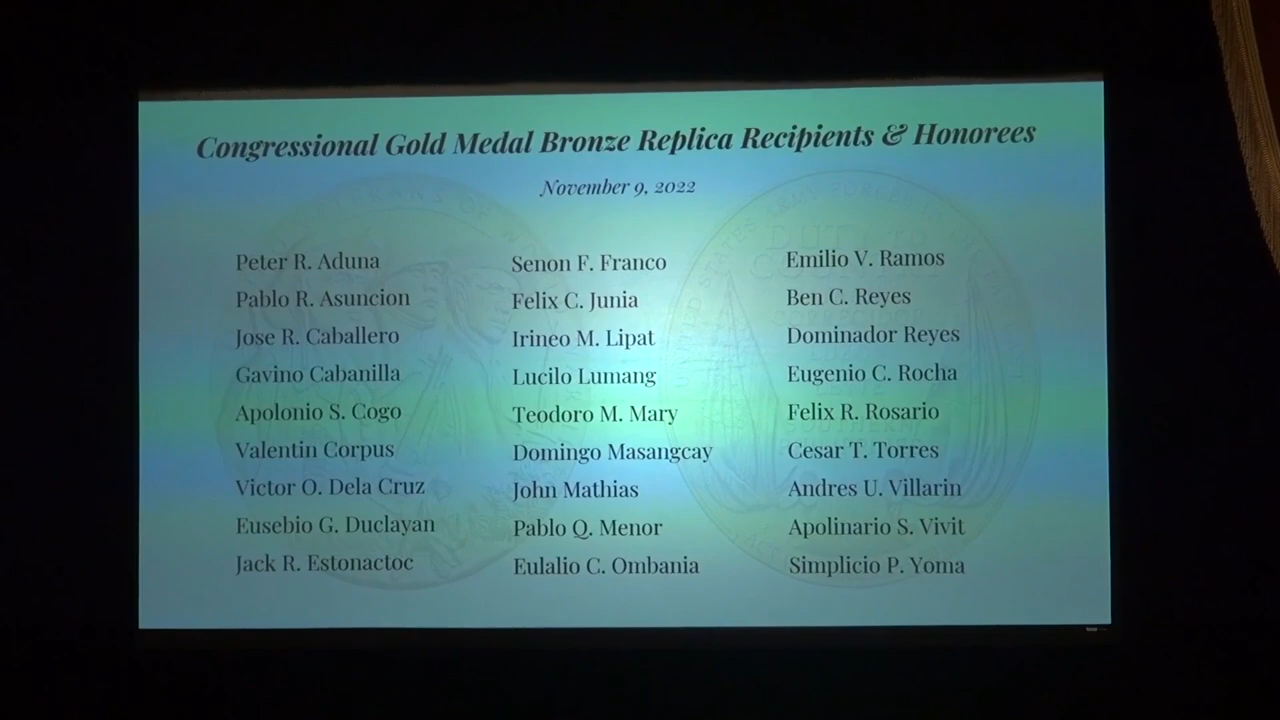 Congressional Gold Medal Bronze Replica Recipients & Honorees
November 9, 2022
Peter R. Aduna
Pablo R. Asuncion
Jose R. Caballero
Gavino Cabanilla
Apolonio S. Cogo
Valentin Corpus
Victor O. Dela Cruz
Eusebio G. Duclayan
Jack R. Estonactoc
Senon F. Franco
Felix C. Junia
Irineo M. Lipat
Lucilo Lumang
Teodoro M. Mary
Domingo Masangcay
John Mathias
Pablo Q. Menor
Eulalio C. Ombania
Emilio V. Ramos
Ben C. Reyes
Dominador Reyes
Eugenio C. Rocha
Felix R. Rosario
Cesar T. Torres
Andres U. Villarin
Apolinario S. Vivit
Simplicio P. Yoma